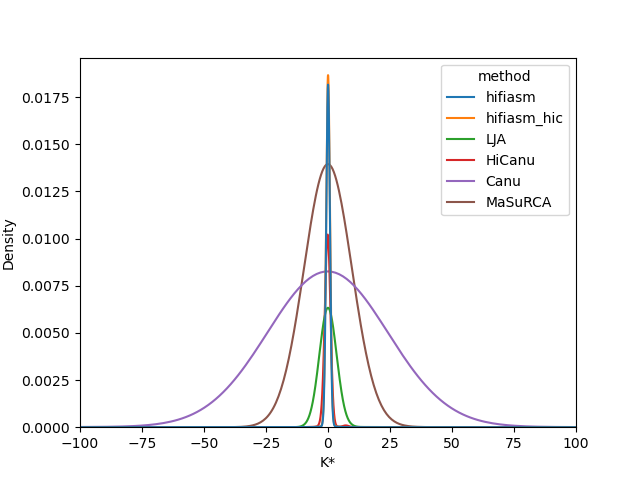 method
hifiasm
hifiasm_hic
LJA
HiCanu
Canu
MaSuRCA
0.0175
0.0150
0.0125
0.0100
0.0075
0.0050
0.0025
0.0000
Density
−100
−75
−50
−25
0
25
50
75
100
K*